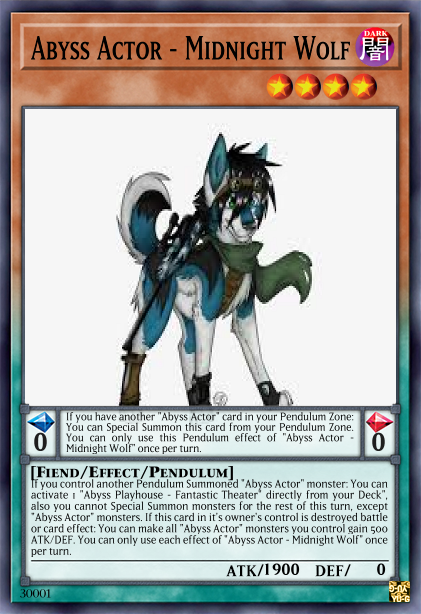 Abyss Actor - Midnight Wolf
DARK
闇
If you have another "Abyss Actor" card in your Pendulum Zone:
You can Special Summon this card from your Pendulum Zone.
You can only use this Pendulum effect of "Abyss Actor -
Midnight Wolf" once per turn.
0
0
[Fiend/Effect/Pendulum]
If you control another Pendulum Summoned "Abyss Actor" monster: You can
activate 1 "Abyss Playhouse - Fantastic Theater" directly from your Deck",
also you cannot Special Summon monsters for the rest of this turn, except
"Abyss Actor" monsters. If this card in it's owner's control is destroyed battle
or card effect: You can make all "Abyss Actor" monsters you control gain 500
ATK/DEF. You can only use each effect of "Abyss Actor - Midnight Wolf" once
per turn.
ATK/1900 DEF/ 0
30001